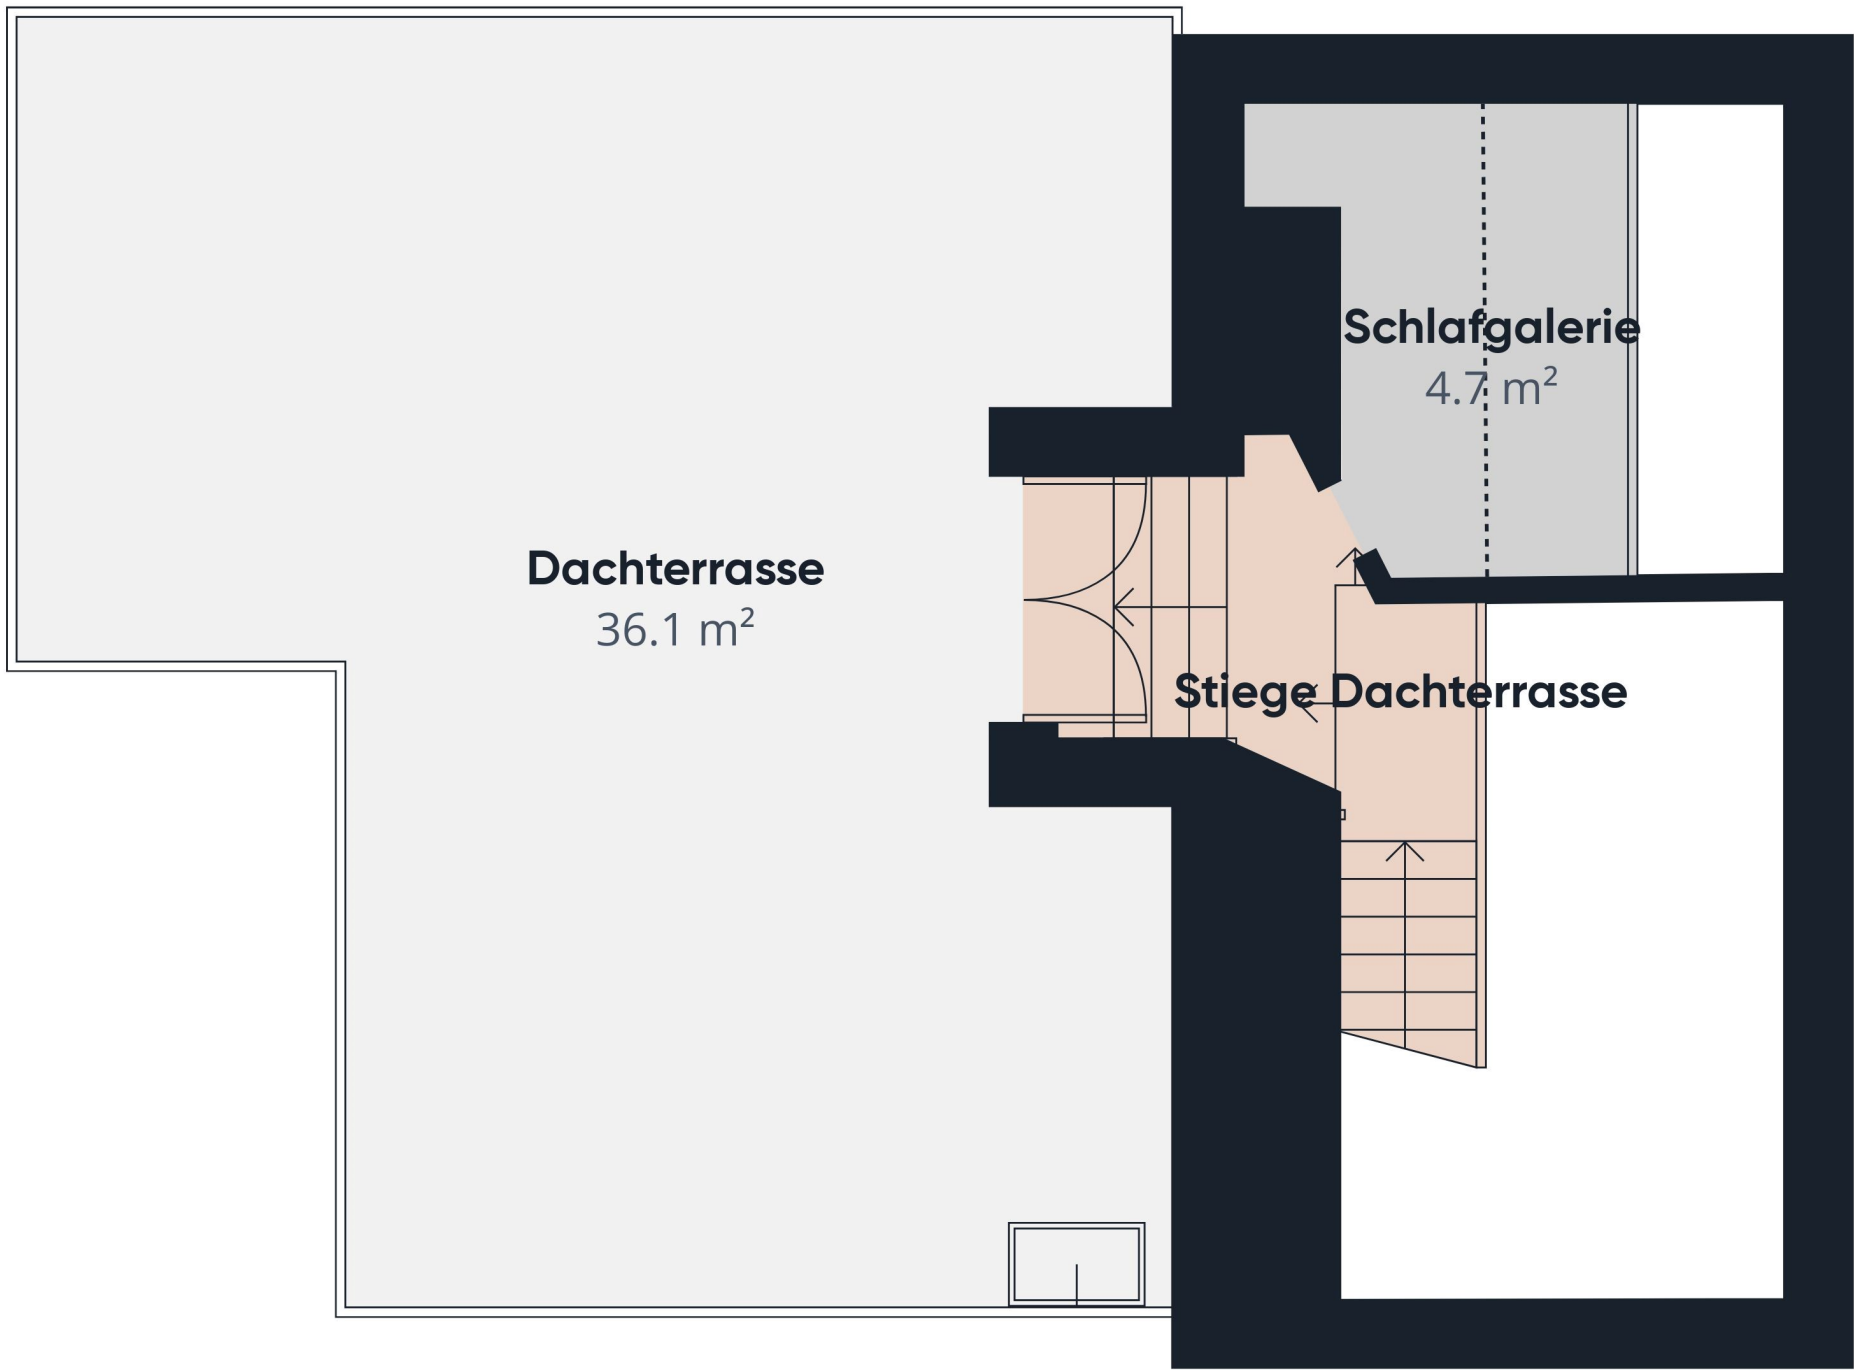 Schlafgalerie
4.7 m²
Dachterrasse
36.1 m²
Stiege Dachterrasse